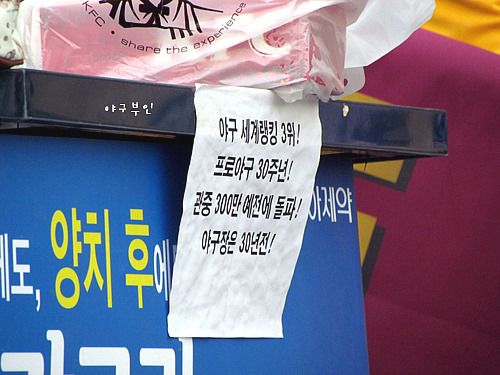 KFC · share the experience
야구부인
야구 세계랭킹 3위!
프로야구 30주년!
관중 300만 예전에 돌파!
야구장은 30년전!
에도, 양치 후에
아제약